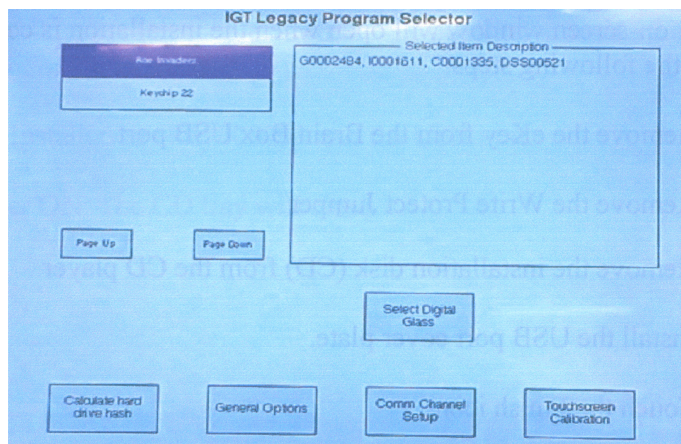 IGT Legacy Program Selector
Selected Item Description
G0002484, I0001611, C0001335, DSS00521
Keychip 22
Page Up
Page Down
Select Digital
Glass
Calculate hard
drive hash
General Options
Comm Channel
Setup
Touchscreen
Calibration